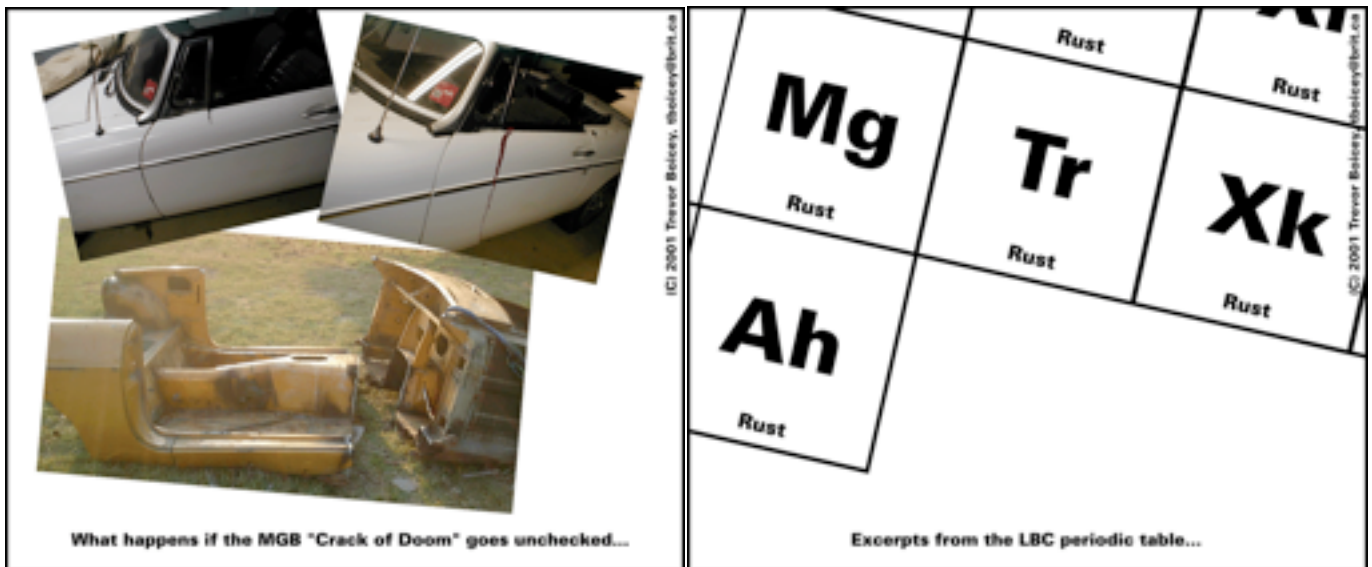 What happens if the MGB "Crack of Doom" goes unchecked...
(C) 2001 Trevor Boicey, tboicey@brit.ca
Rust
Rust
Mg
Rust
Tr
Rust
Xk
Rust
Ah
Rust
Excerpts from the LBC periodic table...
(C) 2001 Trevor Boicey, tboicey@brit.ca